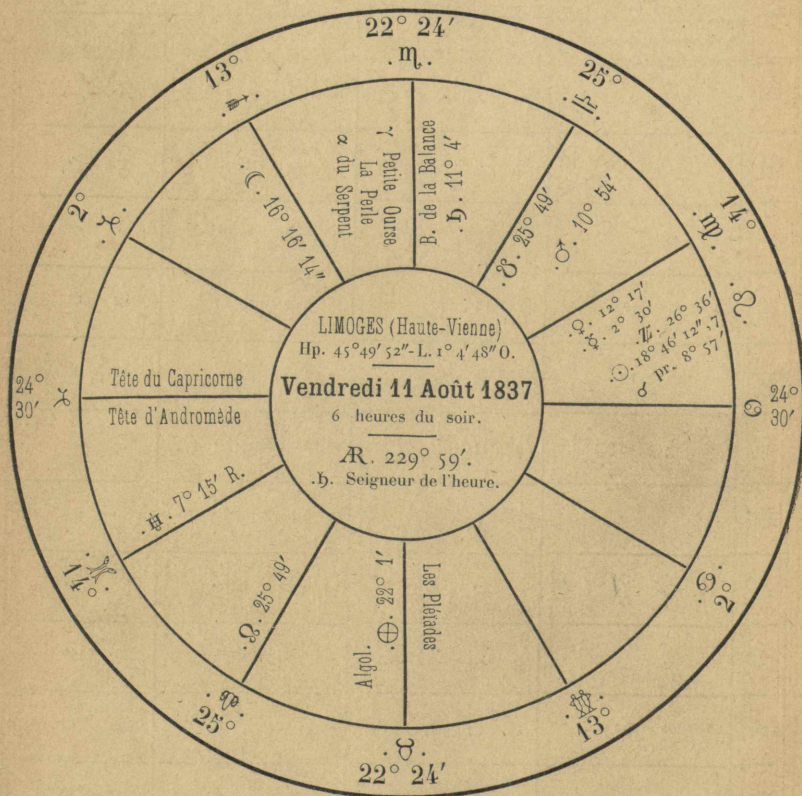 22° 24′
.♏.
25°
.♎.
14°
.♍.
.♌.
♋ 24° 30′
.♋.
2°
.♊.
13°
.♉.
22° 24′
.♈.
25°
.♓.
14°
24° 30′
2°
.♑.
13°
.♐.
.☾. 16° 16′ 14″
γ Petite Ourse
La Perle
α du Serpent
B. de la Balance
.♄. 11° 4′
.☋. 25° 49′
.♂. 10° 54′
.♀. 12° 17′
.☿. 2° 30′
.♃. 26° 36′
.☉. 18° 46′ 12″ .7
☌ pr. 8° 57′
Tête du Capricorne
Tête d'Andromède
.♅. 7° 15′ R.
.☊. 25° 49′
Algol.
.⊕. 22° 1′
Les Pléiades
LIMOGES (Haute-Vienne)
Hp. 45°49′ 52″- L. 1° 4′ 48″ O.
Vendredi 11 Août 1837
6 heures du soir.
ÆR. 229° 59′.
.♄. Seigneur de l'heure.